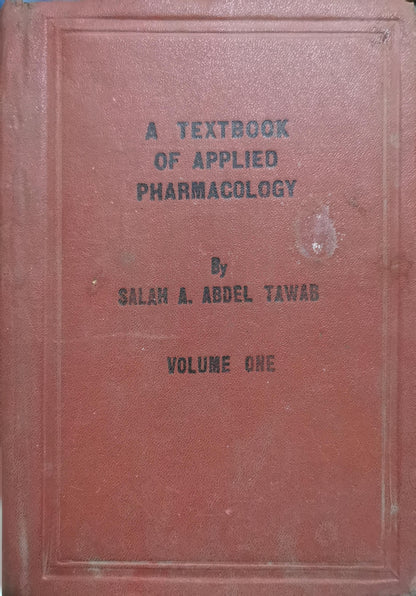 A TEXTBOOK
OF APPLIED
PHARMACOLOGY
By
SALAH A. ABDEL TAWAB
VOLUME ONE